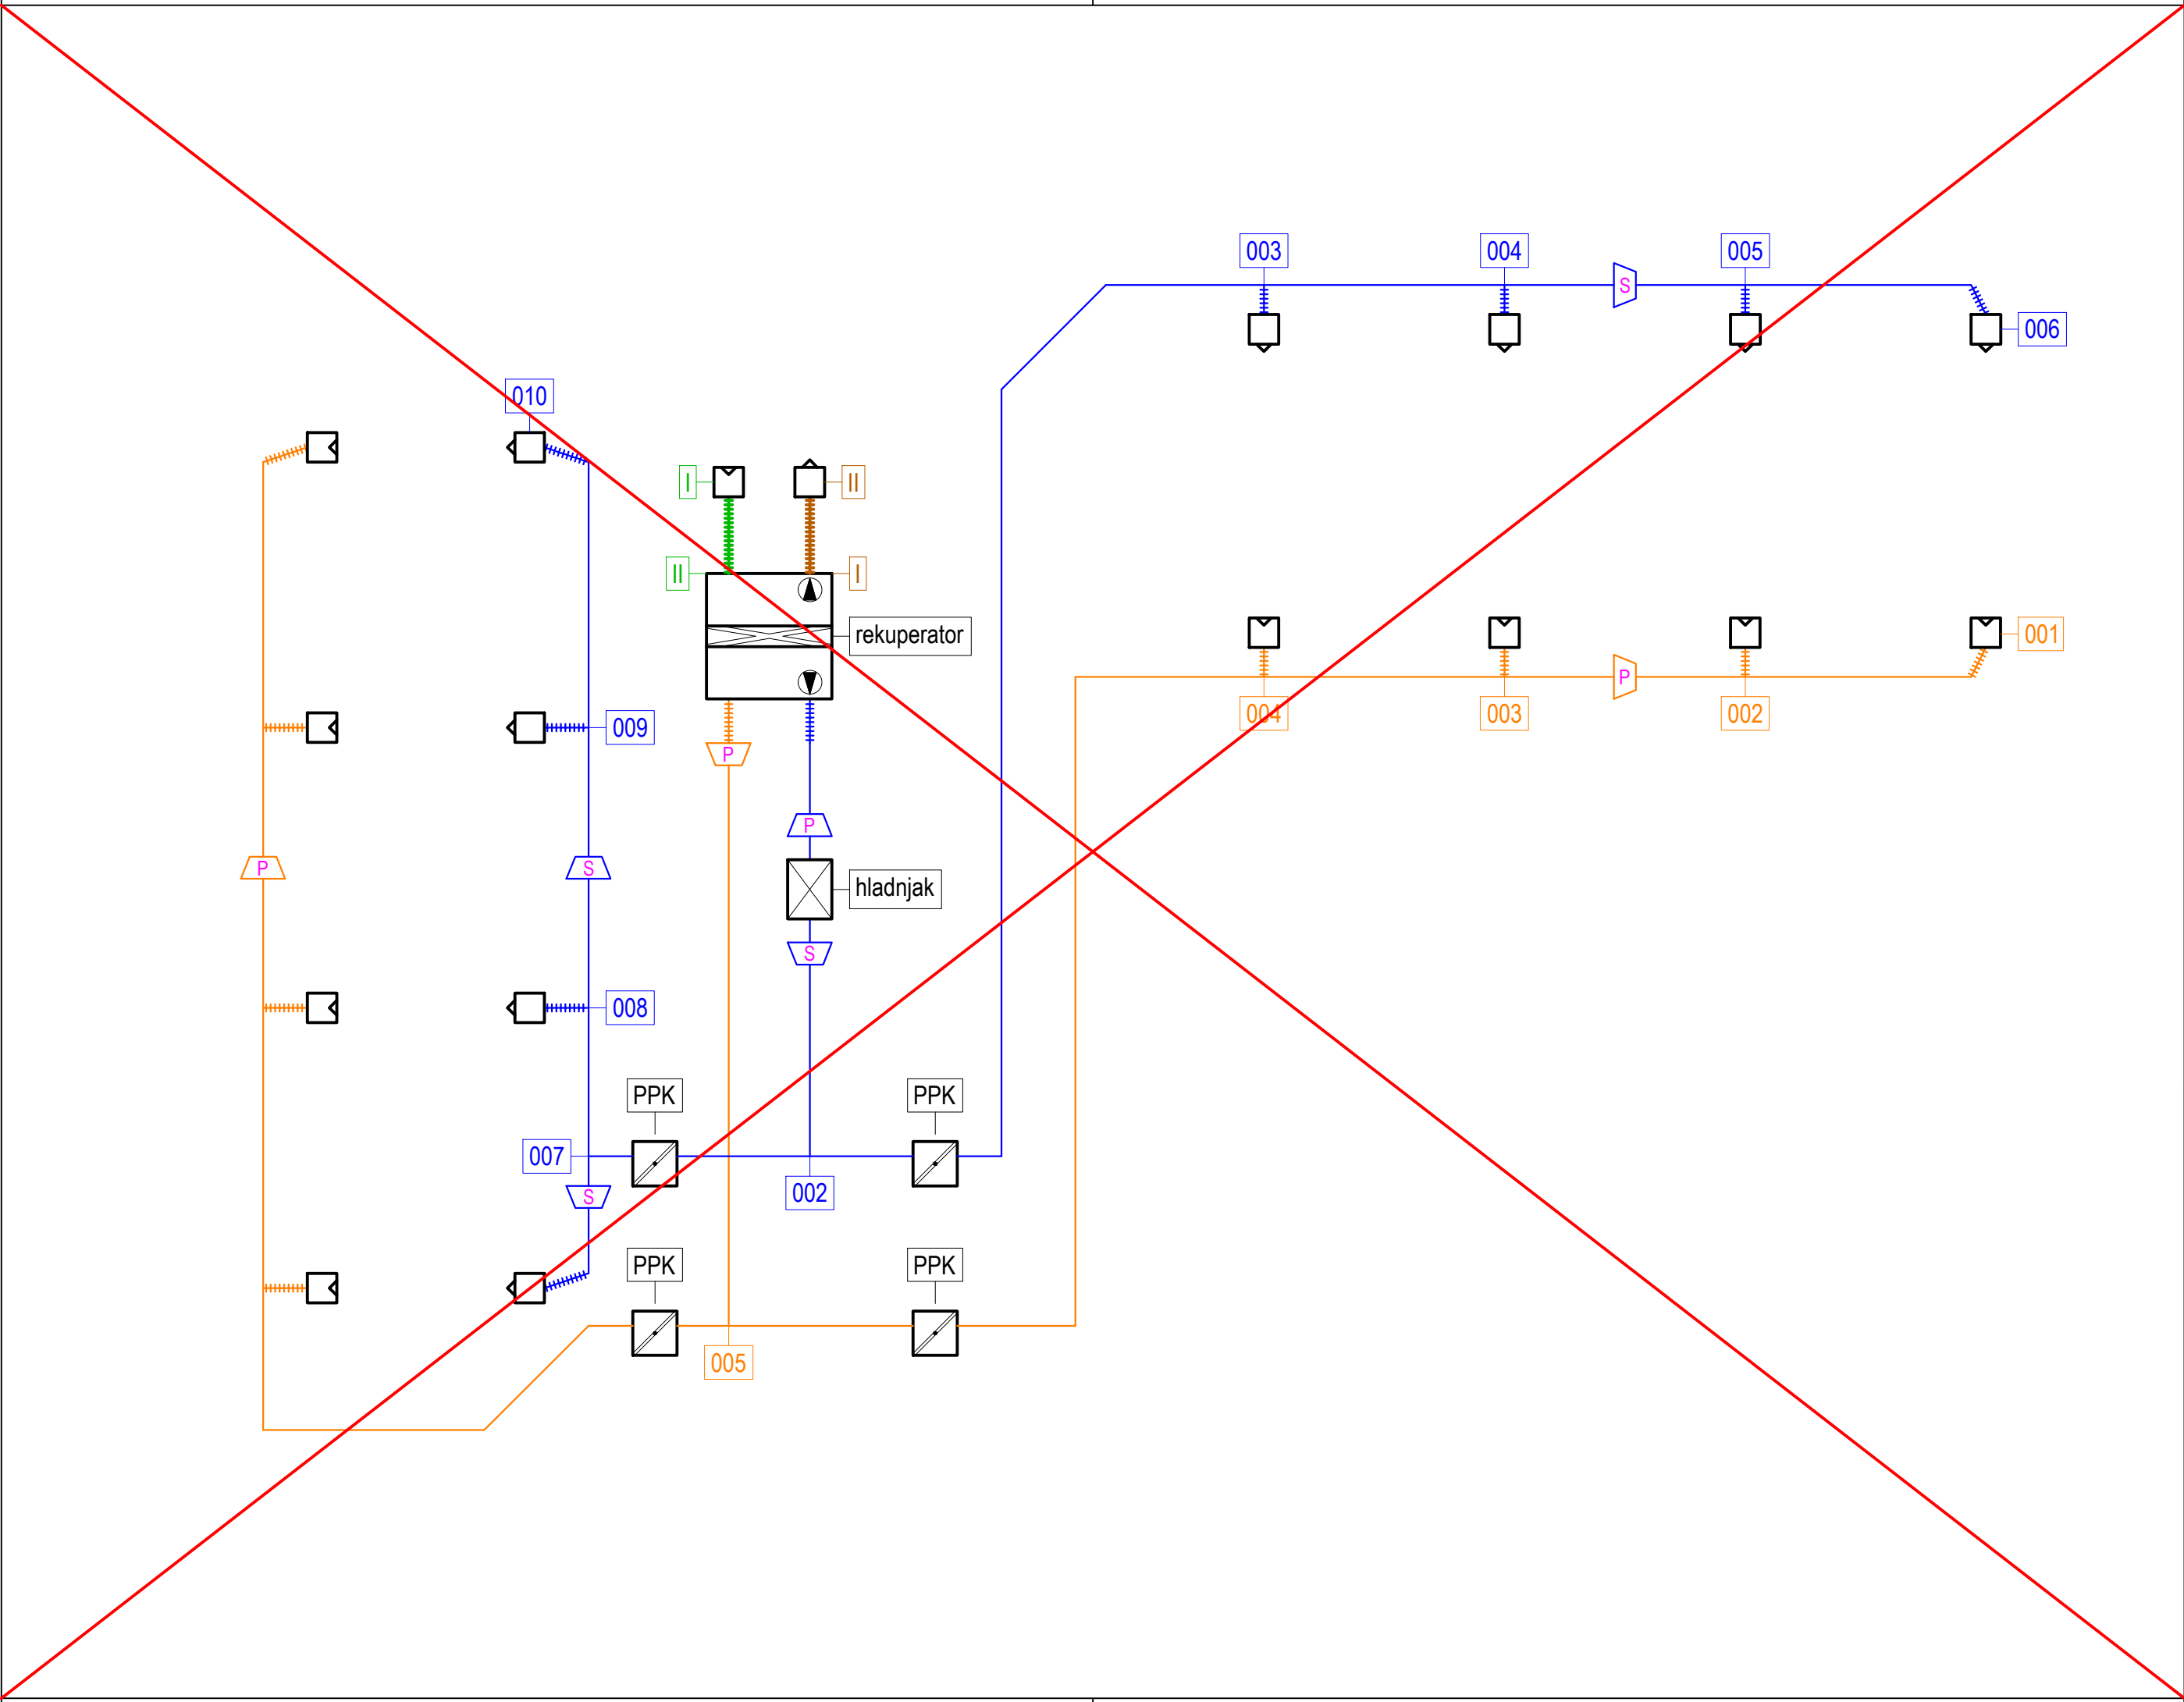 003
004
005
S
006
010
I
II
II
I
rekuperator
001
P
004
003
002
009
P
P
P
S
hladnjak
S
008
PPK
PPK
007
002
S
PPK
PPK
005